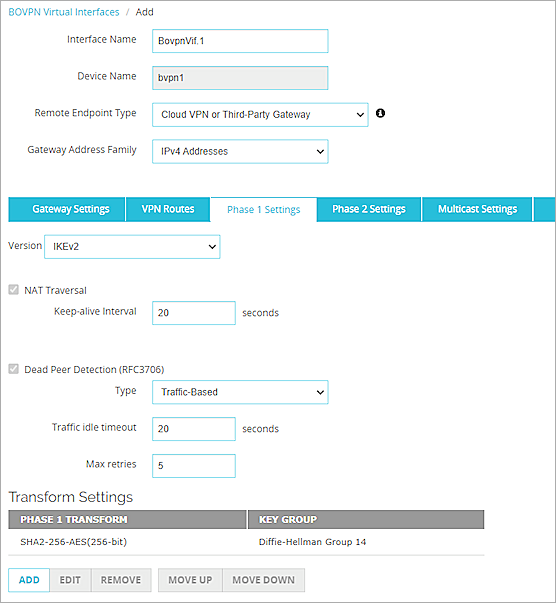 BOVPN Virtual Interfaces / Add
Interface Name BovpnVif.1
Device Name bvpn1
Remote Endpoint Type Cloud VPN or Third-Party Gateway
Gateway Address Family IPv4 Addresses
Gateway Settings VPN Routes Phase 1 Settings Phase 2 Settings Multicast Settings
Version IKEv2
NAT Traversal
Keep-alive Interval 20 seconds
Dead Peer Detection (RFC3706)
Type Traffic-Based
Traffic idle timeout 20 seconds
Max retries 5
Transform Settings
PHASE 1 TRANSFORM KEY GROUP
SHA2-256-AES(256-bit) Diffie-Hellman Group 14
ADD EDIT REMOVE MOVE UP MOVE DOWN